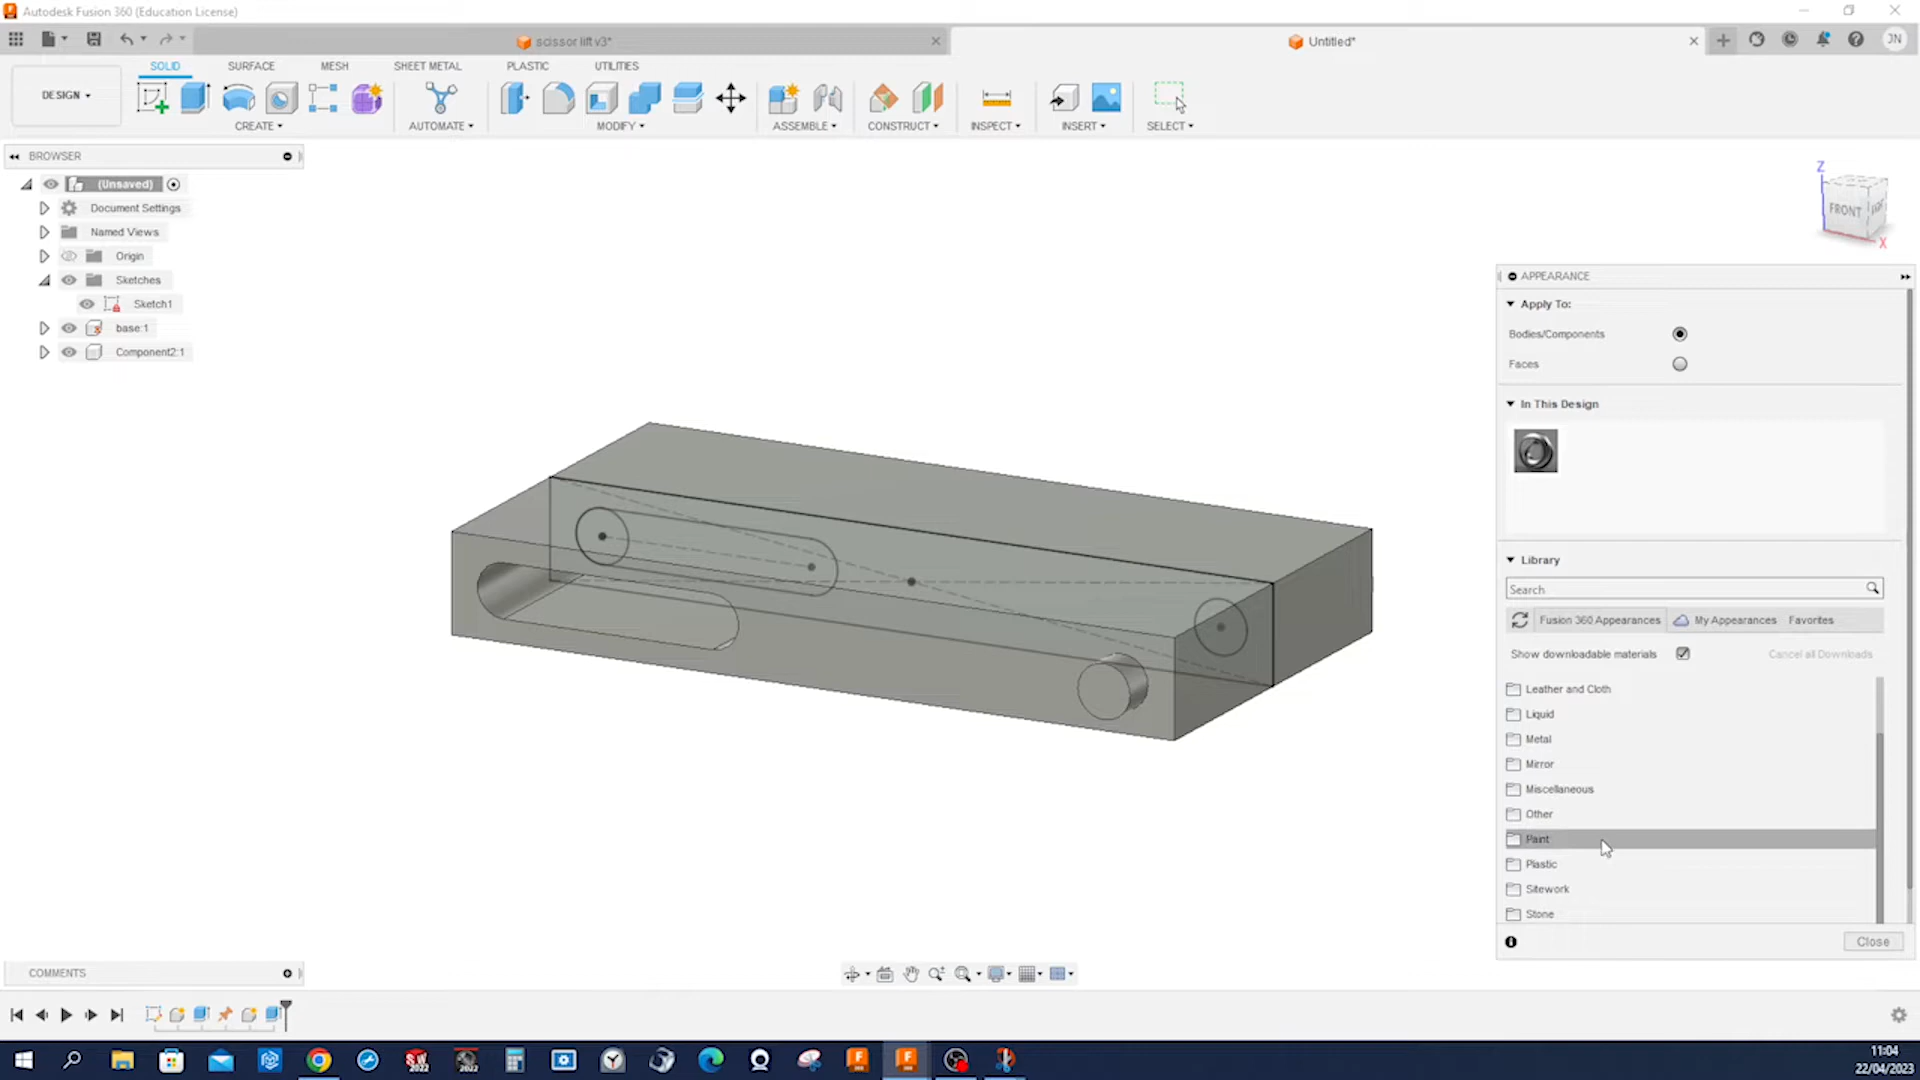 Autodesk Fusion 360 (Education License)
scissor lift v3*
Untitled*
JN
DESIGN
SOLID
SURFACE
MESH
SHEET METAL
PLASTIC
UTILITIES
CREATE
AUTOMATE
MODIFY
ASSEMBLE
CONSTRUCT
INSPECT
INSERT
SELECT
BROWSER
(Unsaved)
Document Settings
Named Views
Origin
Sketches
Sketch1
base:1
Component2:1
Z
FRONT
X
APPEARANCE
Apply To:
Bodies/Components
Faces
In This Design
Library
Search
Fusion 360 Appearances
My Appearances
Favorites
Show downloadable materials
Cancel all Downloads
Leather and Cloth
Liquid
Metal
Mirror
Miscellaneous
Other
Paint
Plastic
Sitework
Stone
Close
COMMENTS
SW
2022
2022
F
F
11:04
22/04/2023